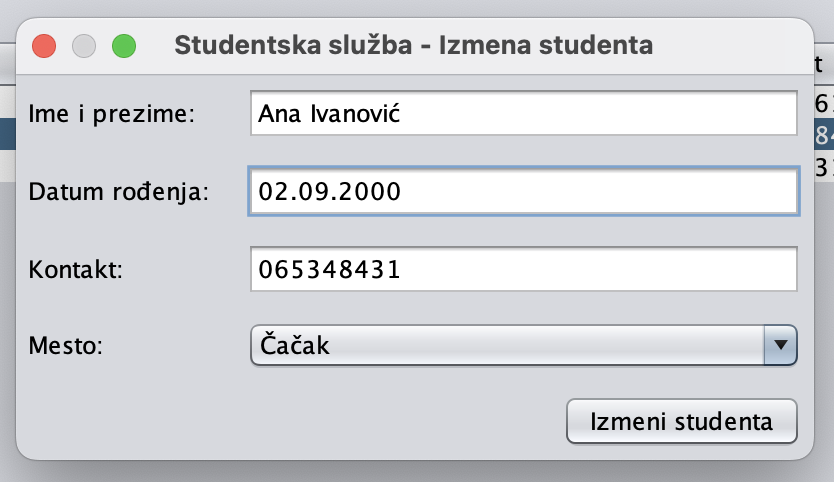 Studentska služba - Izmena studenta
Ime i prezime: Ana Ivanović
Datum rođenja: 02.09.2000
Kontakt: 065348431
Mesto: Čačak
Izmeni studenta